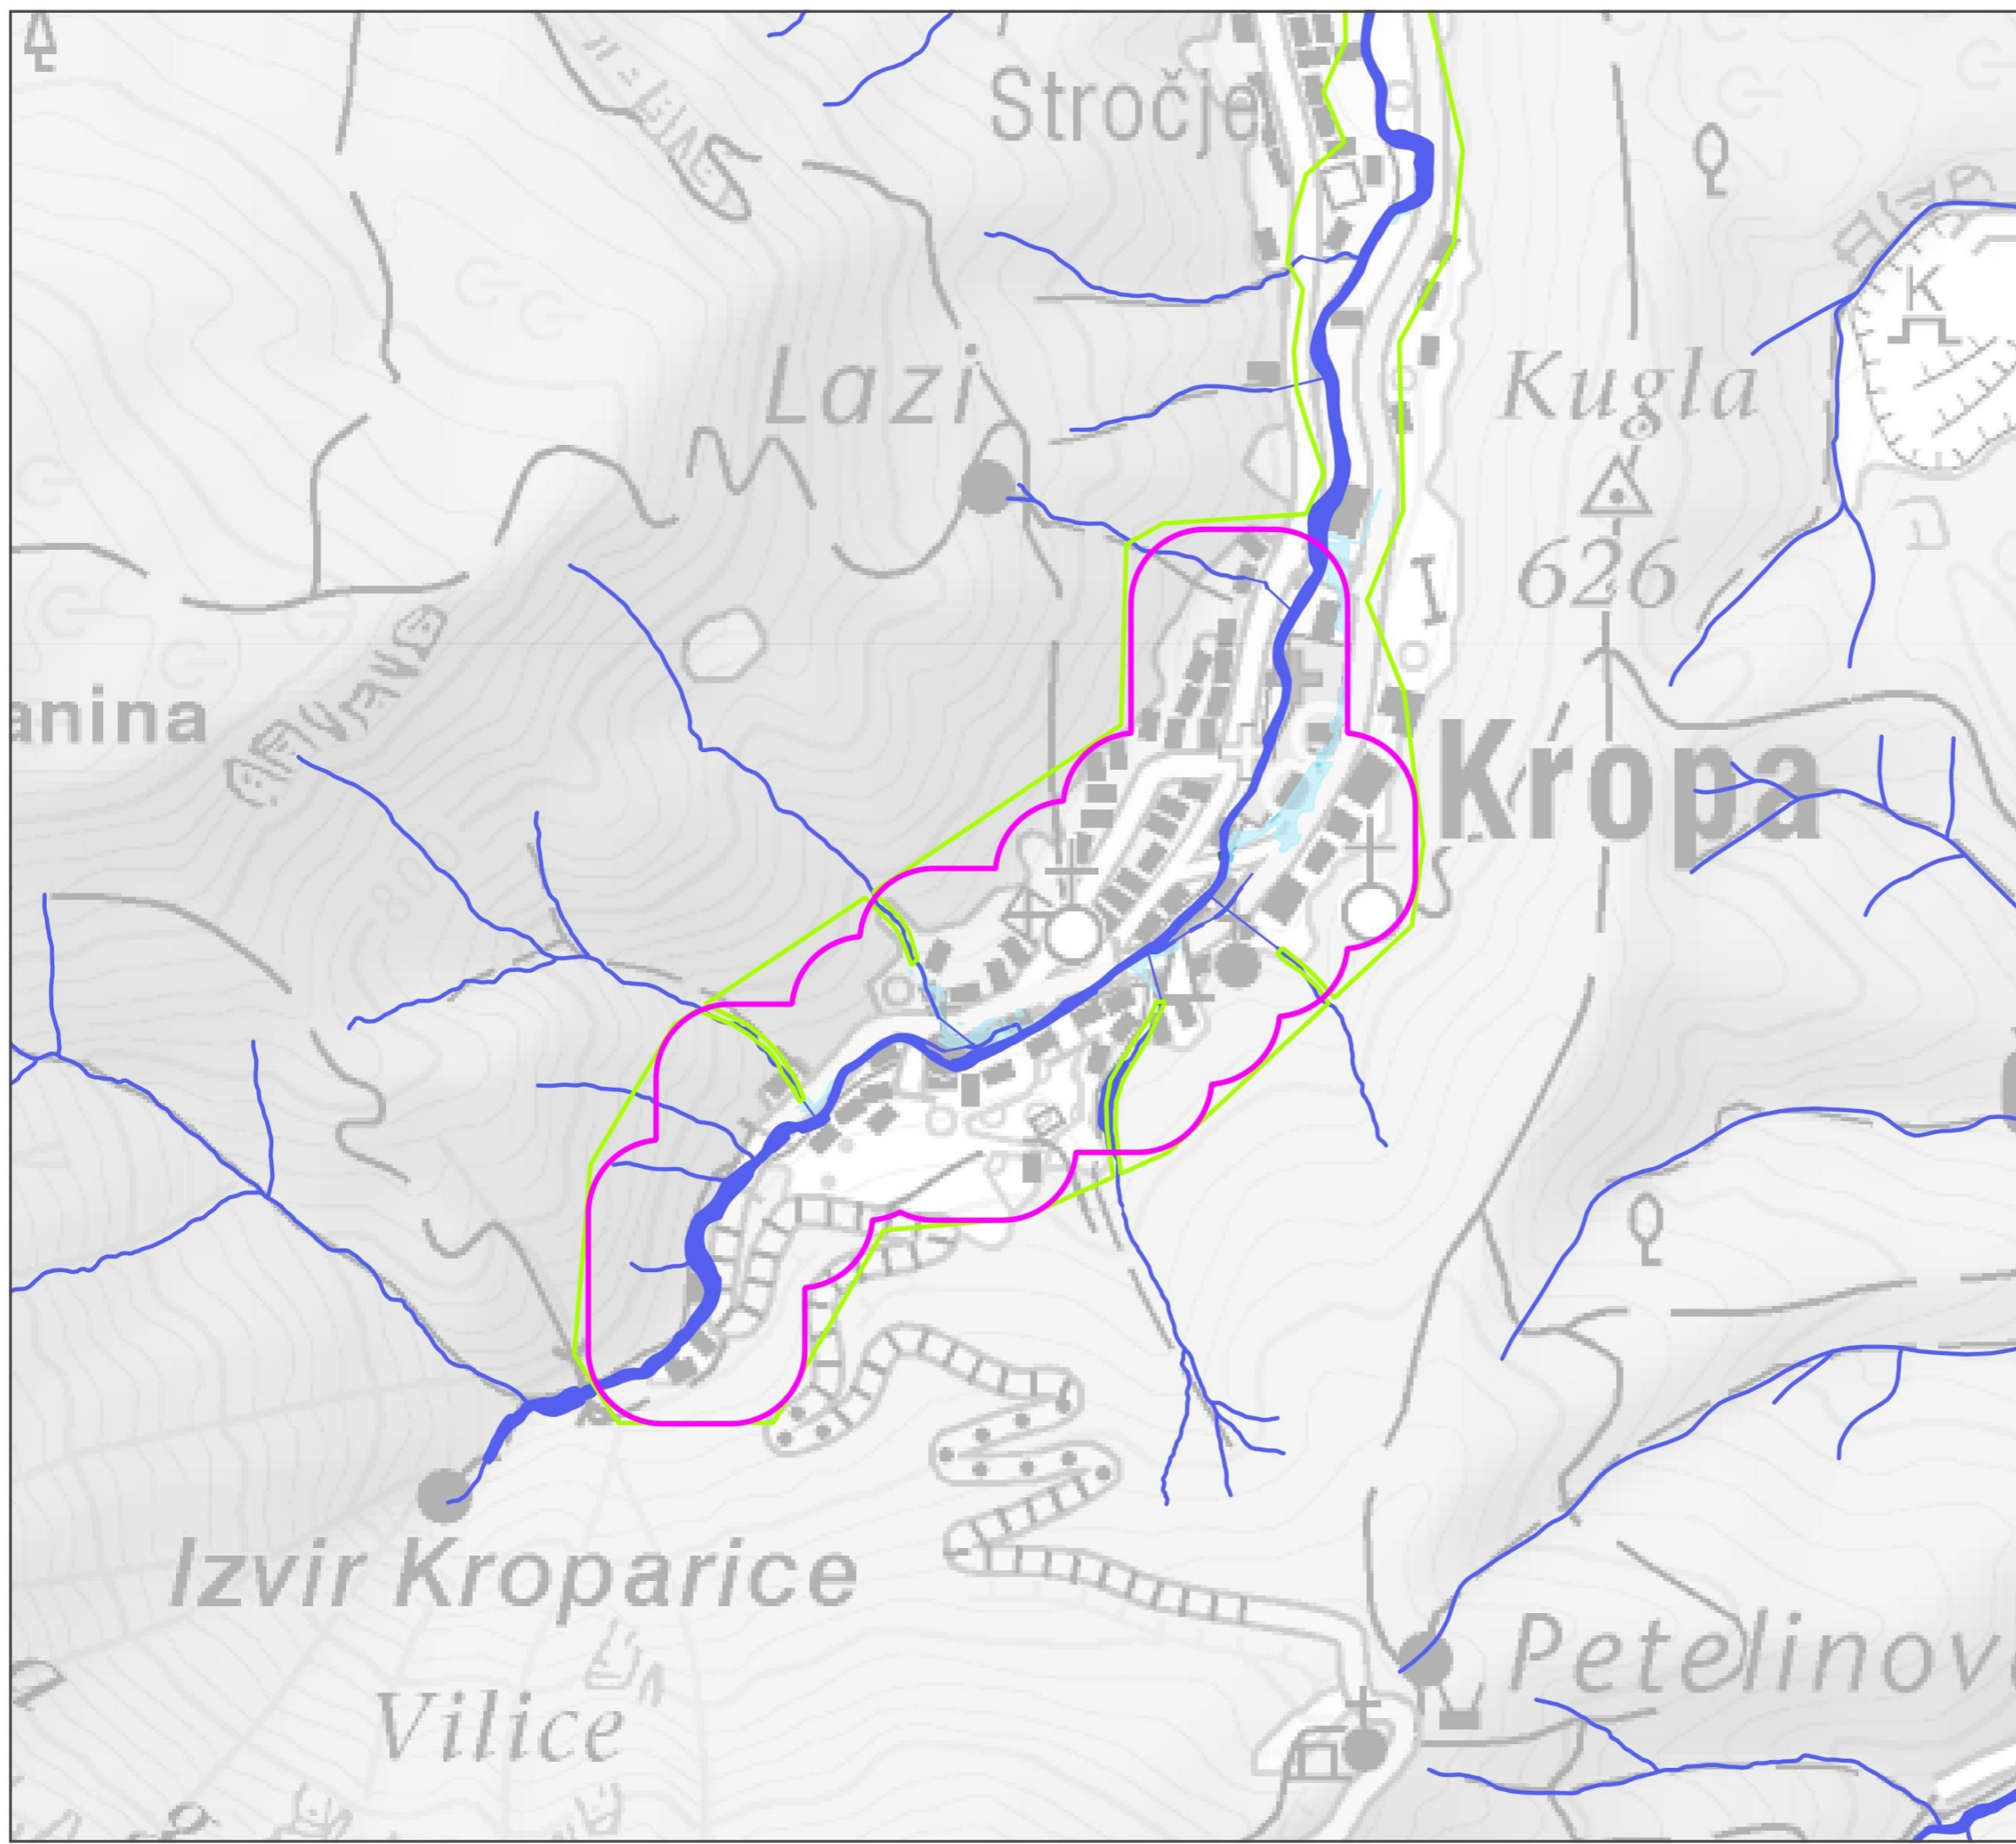 Stročje
Lazi
Kugla
626
K
anina
Kropa
Izvir Kroparice
Vilice
Petelinov